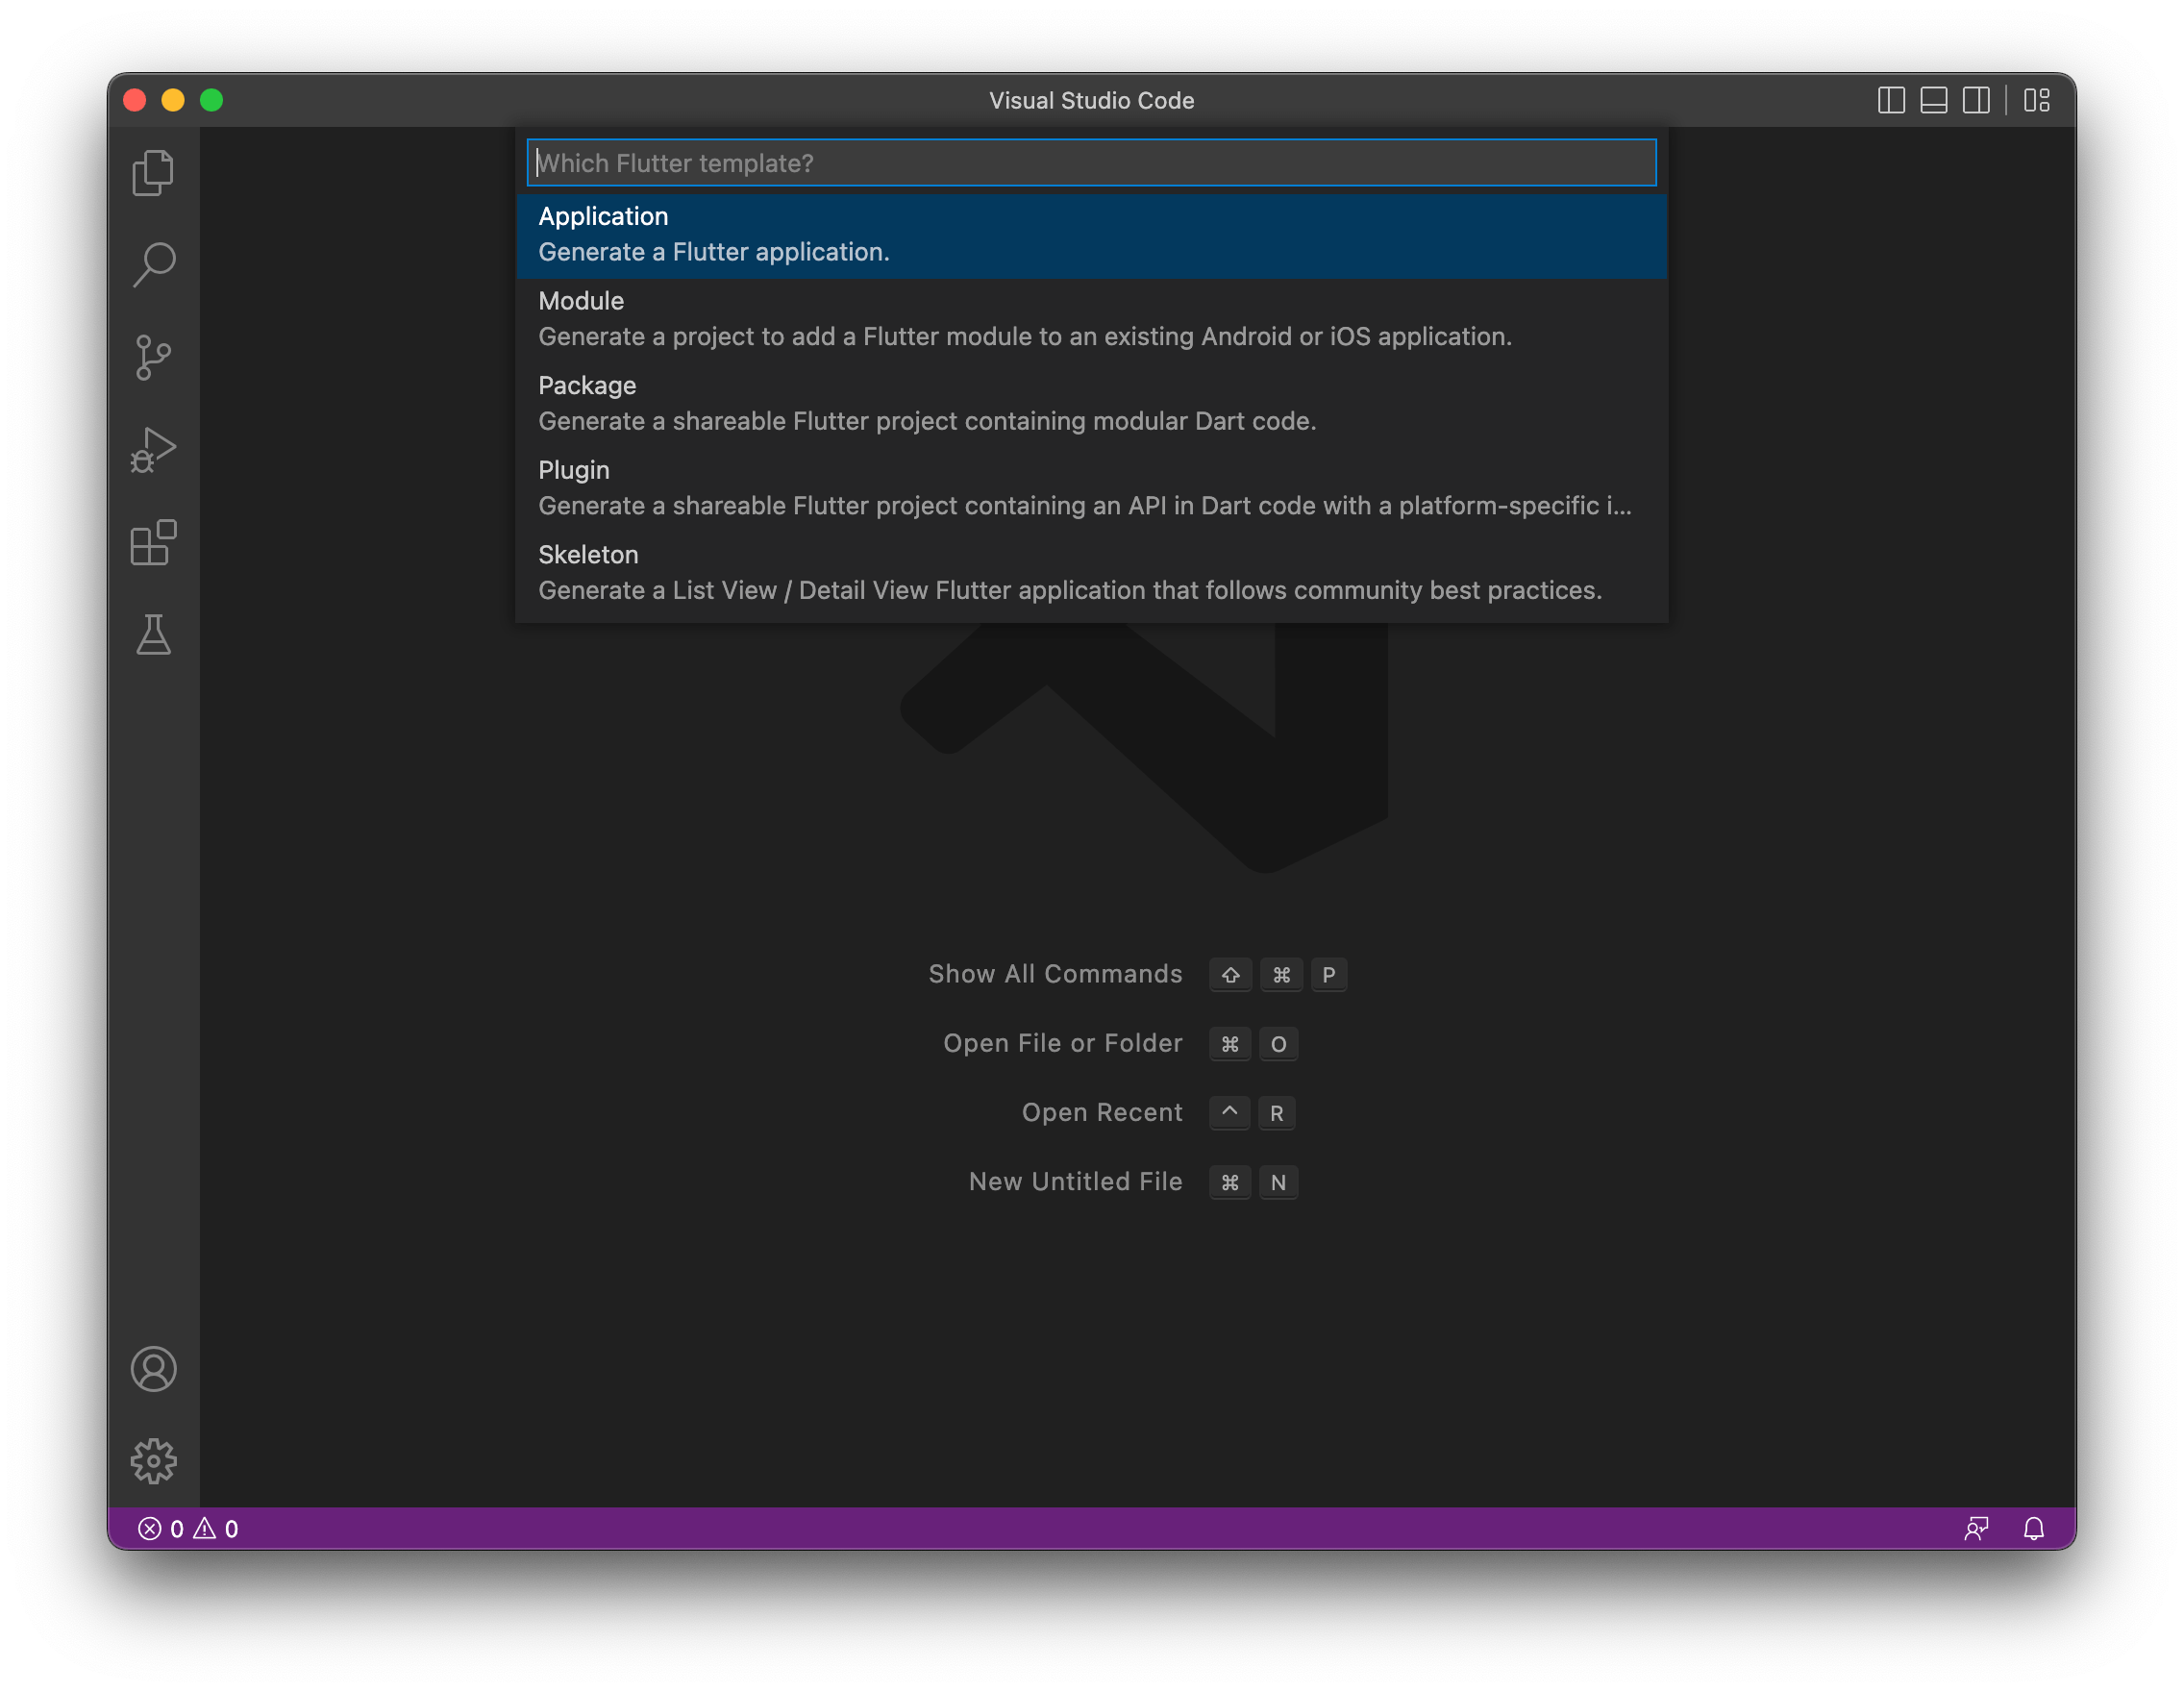 Visual Studio Code
Which Flutter template?
Application
Generate a Flutter application.
Module
Generate a project to add a Flutter module to an existing Android or iOS application.
Package
Generate a shareable Flutter project containing modular Dart code.
Plugin
Generate a shareable Flutter project containing an API in Dart code with a platform-specific i...
Skeleton
Generate a List View / Detail View Flutter application that follows community best practices.
Show All Commands ⇧ ⌘ P
Open File or Folder ⌘ O
Open Recent ^ R
New Untitled File ⌘ N
0 0